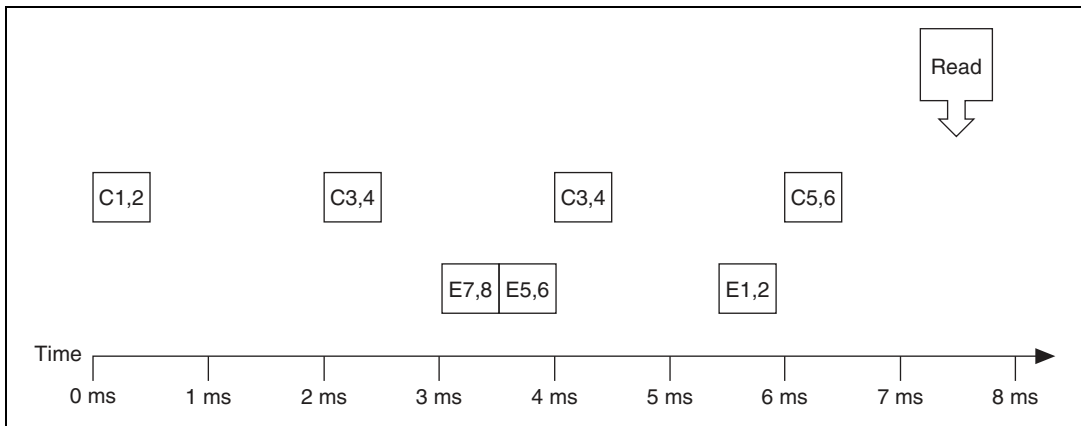 Read
C1,2 C3,4 C3,4 C5,6
E7,8 E5,6 E1,2
Time
0 ms 1 ms 2 ms 3 ms 4 ms 5 ms 6 ms 7 ms 8 ms